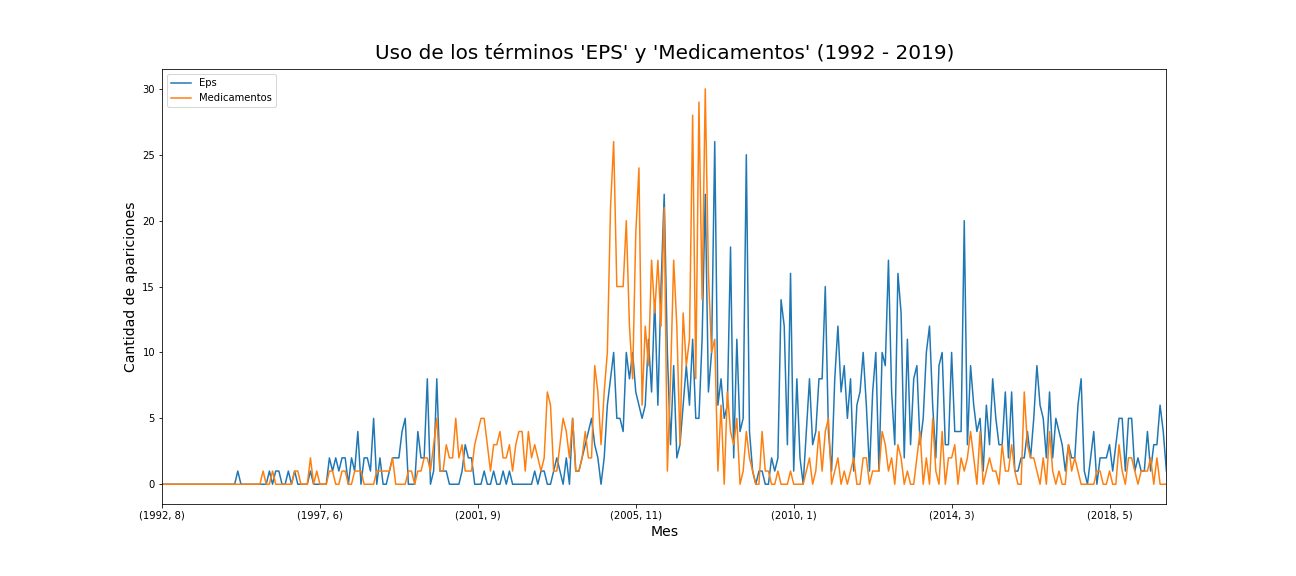 Uso de los términos 'EPS' y 'Medicamentos' (1992 - 2019)
Eps
Medicamentos
Cantidad de apariciones
30
25
20
15
10
5
0
(1992, 8) (1997, 6) (2001, 9) (2005, 11) (2010, 1) (2014, 3) (2018, 5)
Mes